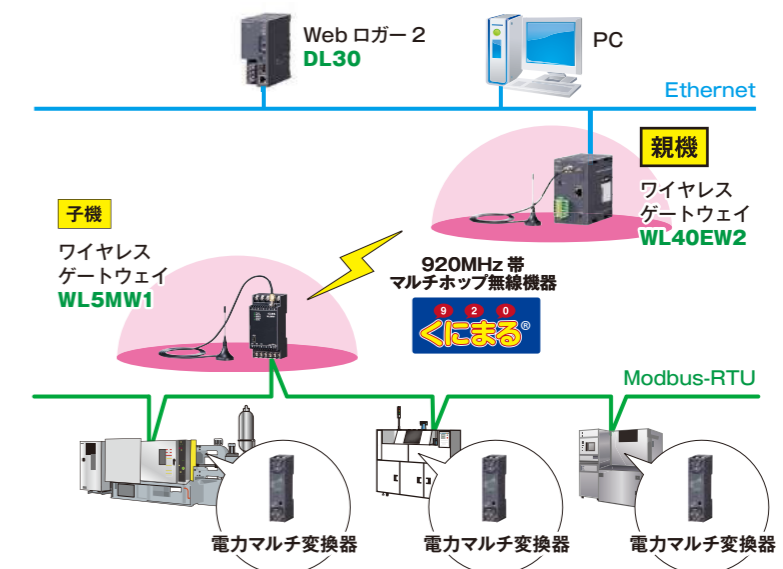 Web ロガー 2
DL30
PC
Ethernet
親機
ワイヤレス
ゲートウェイ
WL40EW2
子機
ワイヤレス
ゲートウェイ
WL5MW1
920MHz 帯
マルチホップ無線機器
920
くにまる®
Modbus-RTU
電力マルチ変換器
電力マルチ変換器
電力マルチ変換器